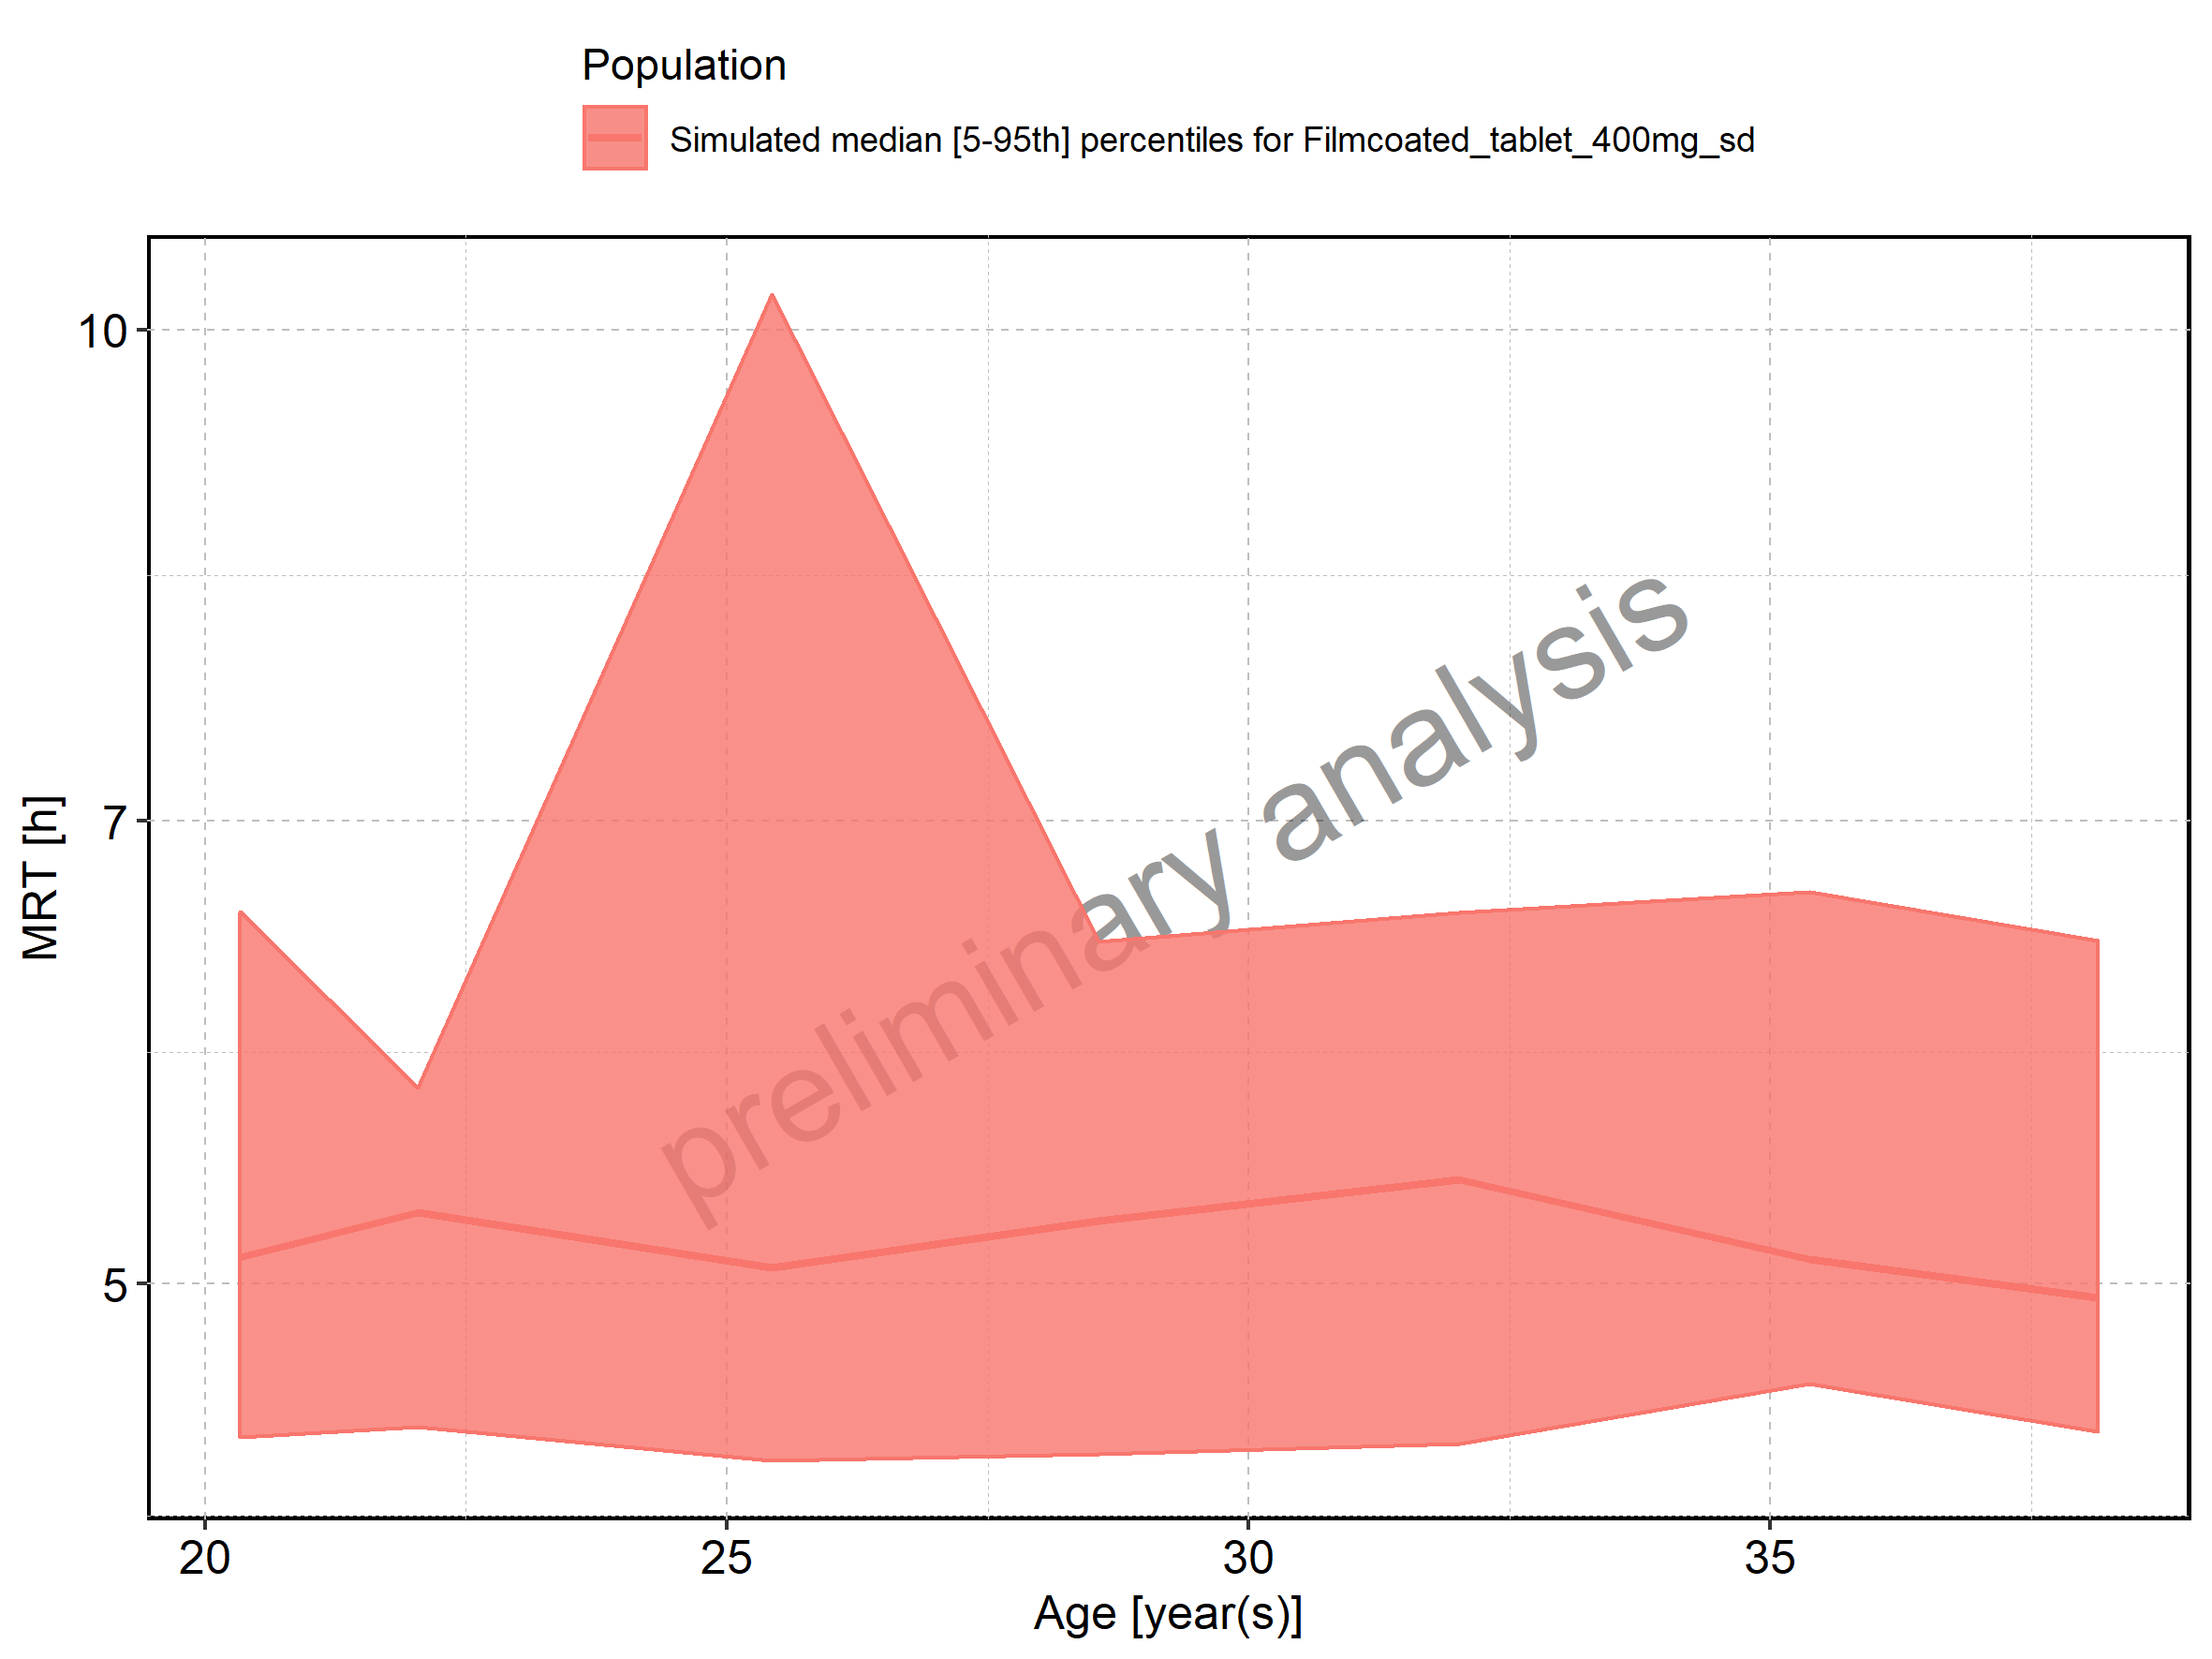 Population
Simulated median [5-95th] percentiles for Filmcoated_tablet_400mg_sd
10
7
5
MRT [h]
preliminary analysis
20 25 30 35
Age [year(s)]